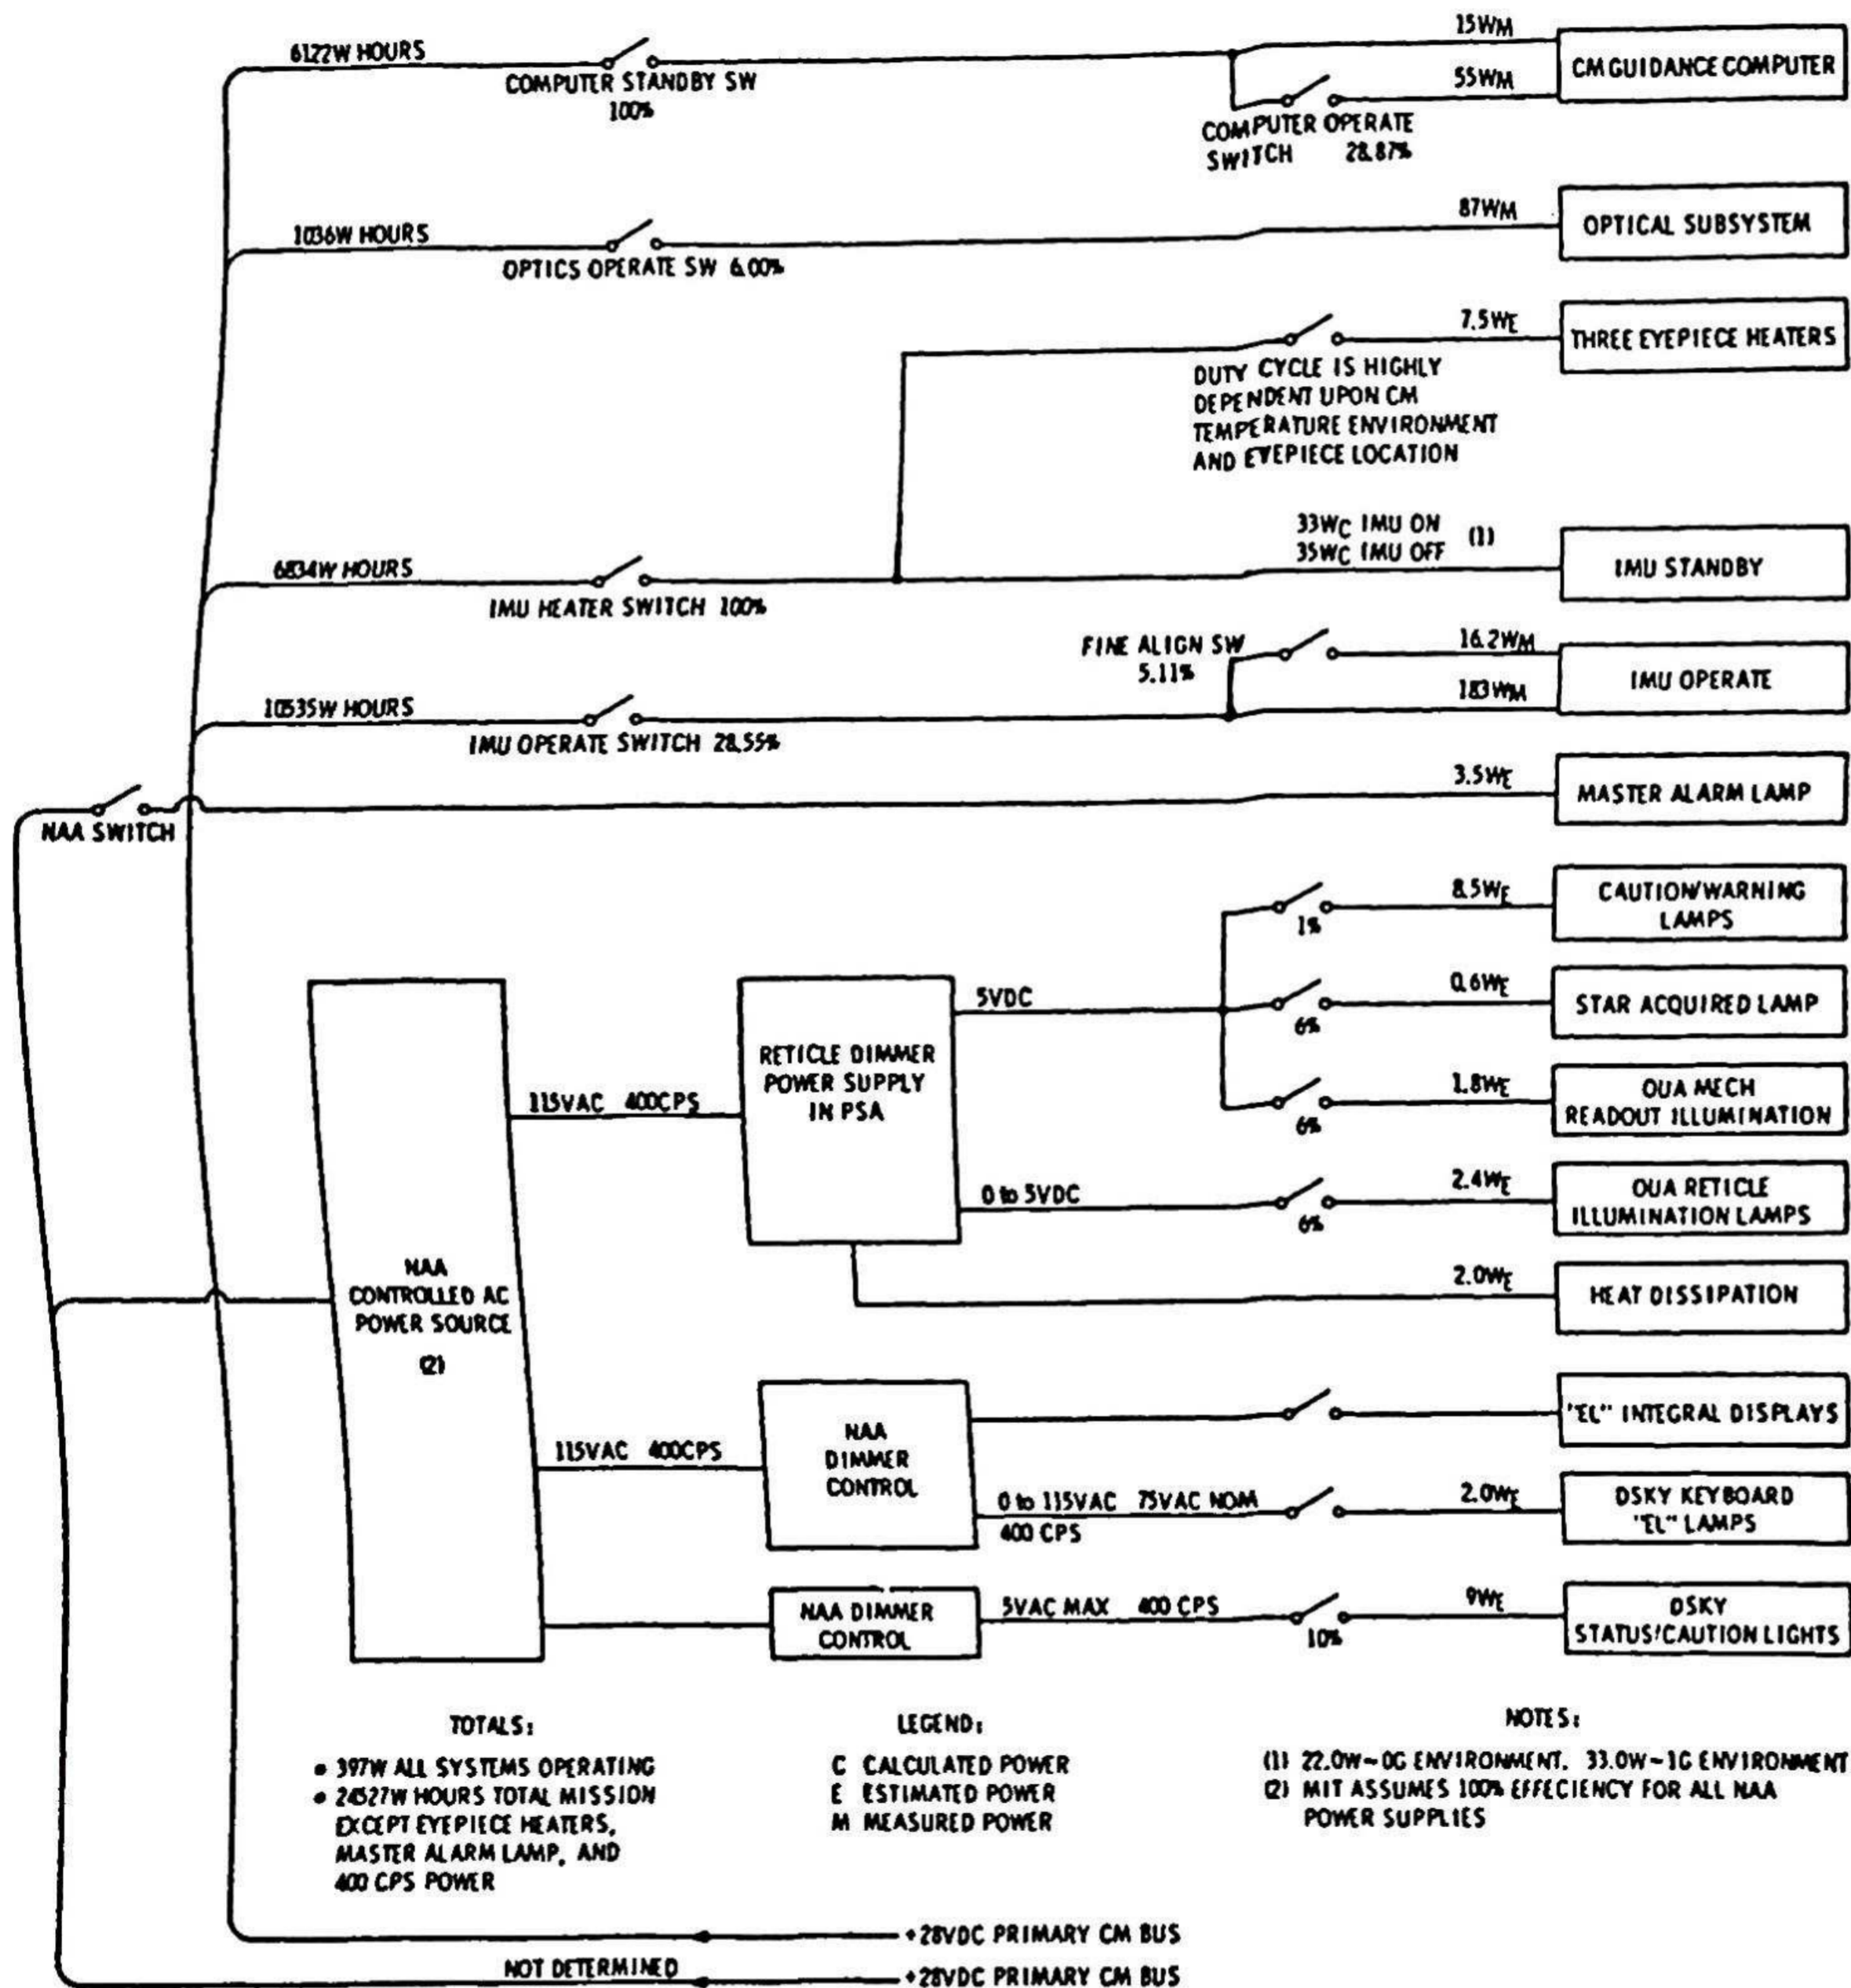 6122W HOURS
COMPUTER STANDBY SW
100%
15WM
55WM
CM GUIDANCE COMPUTER
COMPUTER OPERATE
SWITCH 28.87%
1036W HOURS
OPTICS OPERATE SW 6.00%
87WM
OPTICAL SUBSYSTEM
7.5WE
THREE EYEPIECE HEATERS
DUTY CYCLE IS HIGHLY
DEPENDENT UPON CM
TEMPERATURE ENVIRONMENT
AND EYEPIECE LOCATION
6834W HOURS
IMU HEATER SWITCH 100%
33WC IMU ON (1)
35WC IMU OFF
IMU STANDBY
FINE ALIGN SW
5.11%
16.2WM
183WM
IMU OPERATE
10535W HOURS
IMU OPERATE SWITCH 28.55%
NAA SWITCH
3.5WE
MASTER ALARM LAMP
8.5WE
1%
CAUTION/WARNING
LAMPS
5VDC
0.6WE
6%
STAR ACQUIRED LAMP
RETICLE DIMMER
POWER SUPPLY
IN PSA
115VAC 400CPS
1.8WE
6%
OUA MECH
READOUT ILLUMINATION
0 to 5VDC
2.4WE
6%
OUA RETICLE
ILLUMINATION LAMPS
NAA
CONTROLLED AC
POWER SOURCE
(2)
2.0WE
HEAT DISSIPATION
115VAC 400CPS
NAA
DIMMER
CONTROL
"EL" INTEGRAL DISPLAYS
0 to 115VAC 75VAC NOM
400 CPS
2.0WE
DSKY KEYBOARD
"EL" LAMPS
NAA DIMMER
CONTROL
5VAC MAX 400 CPS
10%
9WE
DSKY
STATUS/CAUTION LIGHTS
TOTALS:
• 397W ALL SYSTEMS OPERATING
• 24527W HOURS TOTAL MISSION
EXCEPT EYEPIECE HEATERS,
MASTER ALARM LAMP, AND
400 CPS POWER
LEGEND:
C CALCULATED POWER
E ESTIMATED POWER
M MEASURED POWER
NOTES:
(1) 22.0W~0G ENVIRONMENT. 33.0W~1G ENVIRONMENT
(2) MIT ASSUMES 100% EFFECIENCY FOR ALL NAA
POWER SUPPLIES
+28VDC PRIMARY CM BUS
NOT DETERMINED
+28VDC PRIMARY CM BUS